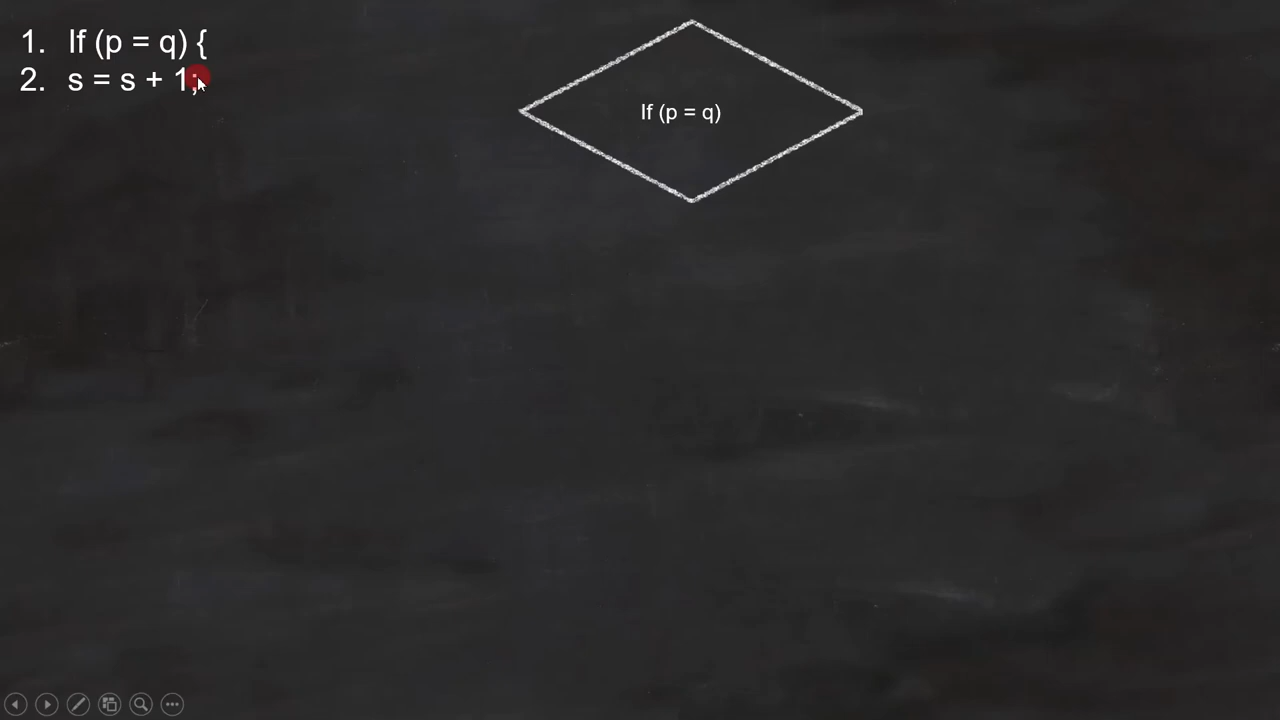 1. If (p = q) {
2. s = s + 1;
If (p = q)